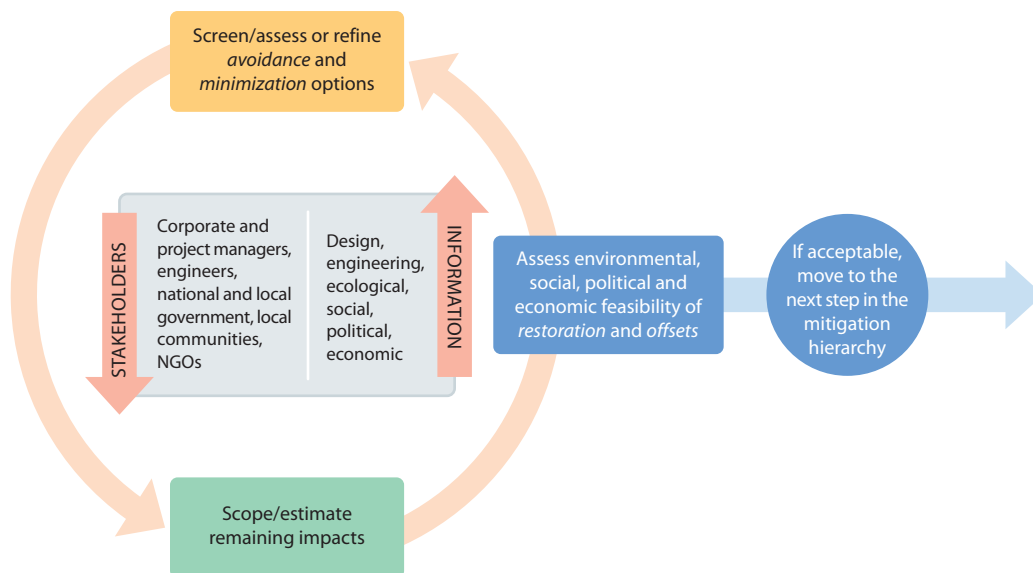 Screen/assess or refine
avoidance and
minimization options
STAKEHOLDERS
Corporate and
project managers,
engineers,
national and local
government, local
communities,
NGOs
Design,
engineering,
ecological,
social,
political,
economic
INFORMATION
Assess environmental,
social, political and
economic feasibility of
restoration and offsets
If acceptable,
move to the
next step in the
mitigation
hierarchy
Scope/estimate
remaining impacts